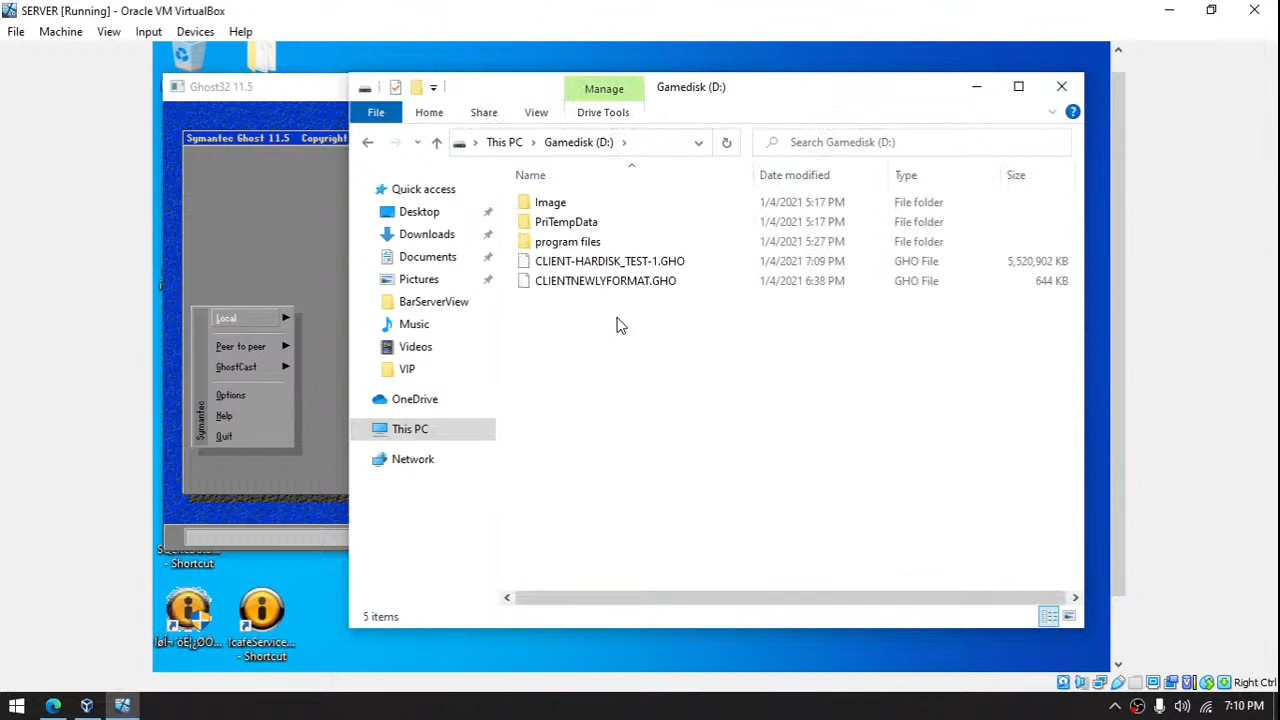 SERVER [Running] - Oracle VM VirtualBox
File Machine View Input Devices Help
Ghost32 11.5
Manage
Gamedisk (D:)
File Home Share View Drive Tools
This PC Gamedisk (D:)
Search Gamedisk (D:)
Symantec Ghost 11.5 Copyright
Name Date modified Type Size
Quick access
Desktop
Downloads
Documents
Pictures
BarServerView
Music
Videos
VIP
OneDrive
This PC
Network
Image 1/4/2021 5:17 PM File folder
PriTempData 1/4/2021 5:17 PM File folder
program files 1/4/2021 5:27 PM File folder
CLIENT-HARDISK_TEST-1.GHO 1/4/2021 7:09 PM GHO File 5,520,902 KB
CLIENTNEWLYFORMAT.GHO 1/4/2021 6:38 PM GHO File 644 KB
Local
Peer to peer
GhostCast
Options
Help
Quit
Symantec
- Shortcut
IcafeService...
- Shortcut
5 items
Right Ctrl
7:10 PM